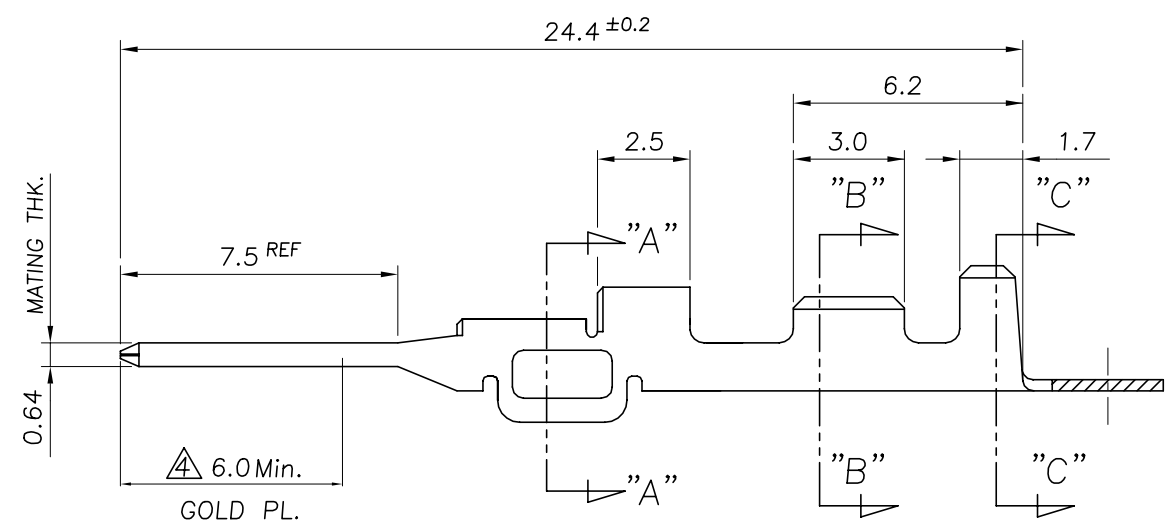 24.4 ±0.2
6.2
2.5
3.0
1.7
"B"
"C"
MATING THK.
7.5 REF
"A"
0.64
4 6.0 Min.
GOLD PL.
"A"
"B"
"C"